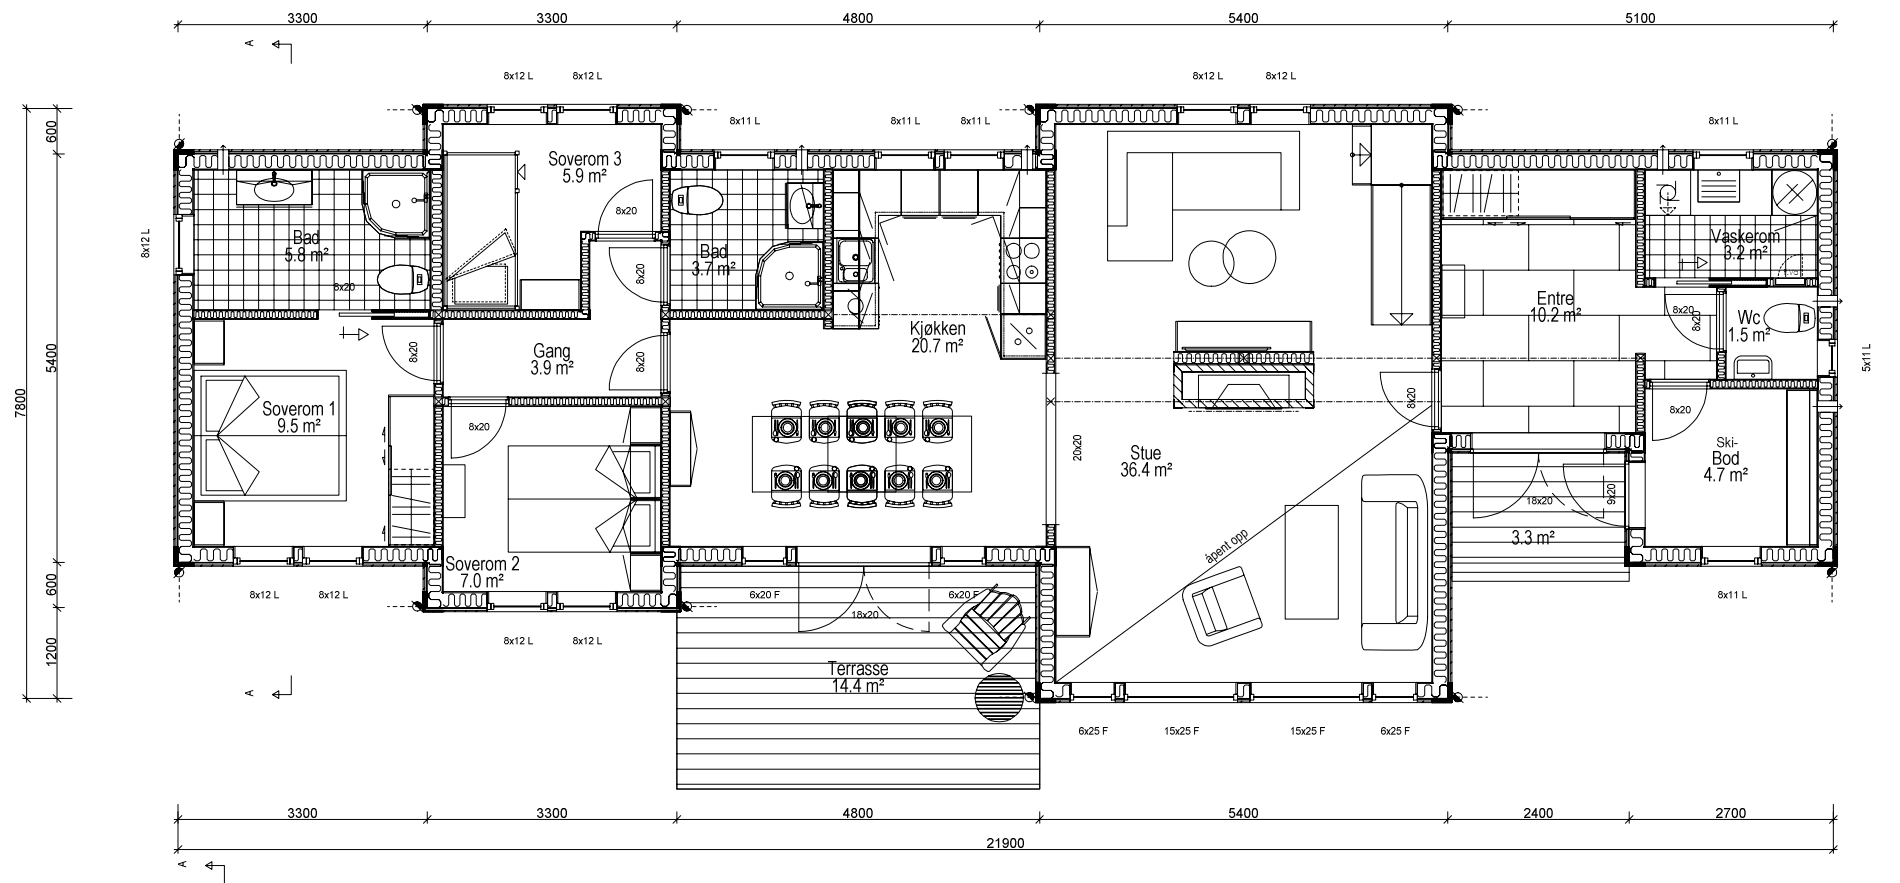 3300 3300 4800 5400 5100
A
8x12 L 8x12 L 8x12 L 8x12 L
8x11 L 8x11 L 8x11 L 8x11 L
600
5400
7800
600
1200
8x12 L
Bad
5.8 m²
8x20
Soverom 3
5.9 m²
8x20
8x20
Bad
3.7 m²
Kjøkken
20.7 m²
Gang
3.9 m²
8x20
8x20
Soverom 1
9.5 m²
8x20
Soverom 2
7.0 m²
20x20
Stue
36.4 m²
8x20
åpent opp
Entre
10.2 m²
Vaskerom
3.2 m²
8x20
8x20
Wc
1.5 m²
5x11 L
8x20
Ski-
Bod
4.7 m²
18x20
9x20
3.3 m²
8x12 L 8x12 L
8x12 L 8x12 L
6x20 F
18x20
6x20 F
Terrasse
14.4 m²
8x11 L
A
6x25 F 15x25 F 15x25 F 6x25 F
3300 3300 4800 5400 2400 2700
21900
A